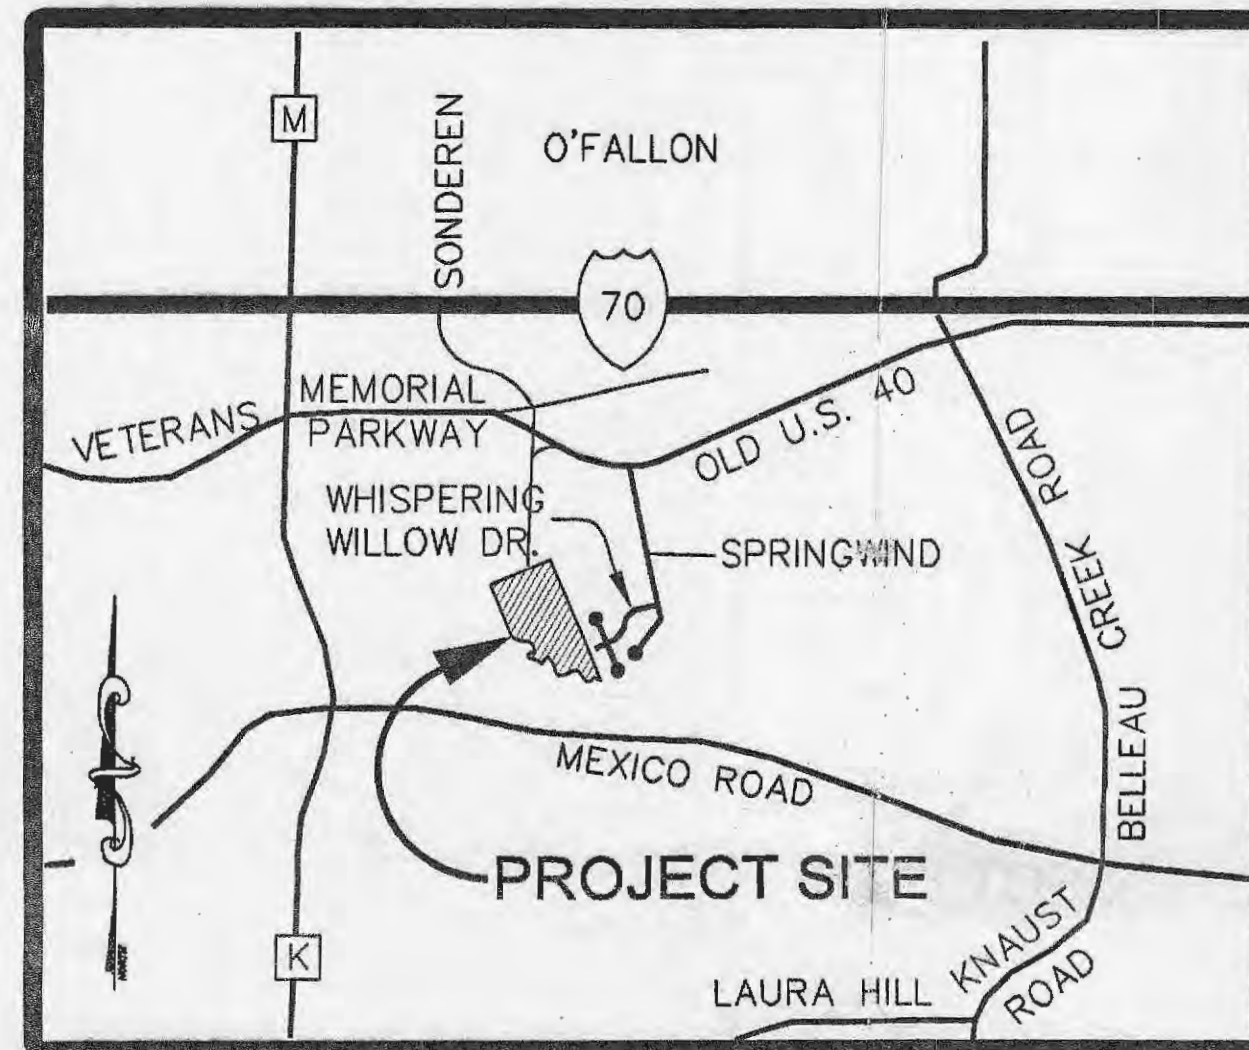 M
SONDEREN
O'FALLON
70
MEMORIAL
PARKWAY
VETERANS
OLD U.S. 40
WHISPERING
WILLOW DR.
SPRINGWIND
BELLEAU CREEK ROAD
MEXICO ROAD
PROJECT SITE
K
KNAUST
ROAD
LAURA HILL
NORTH